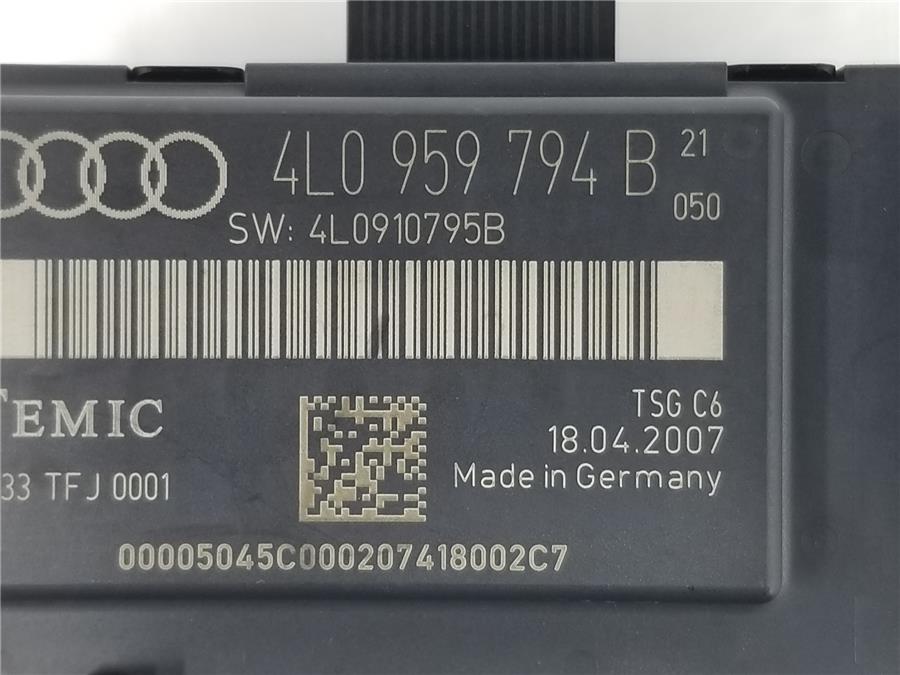 4L0 959 794 B 21
050
SW: 4L0910795B
TEMIC
TSG C6
18.04.2007
33 TFJ 0001
Made in Germany
00005045C000207418002C7